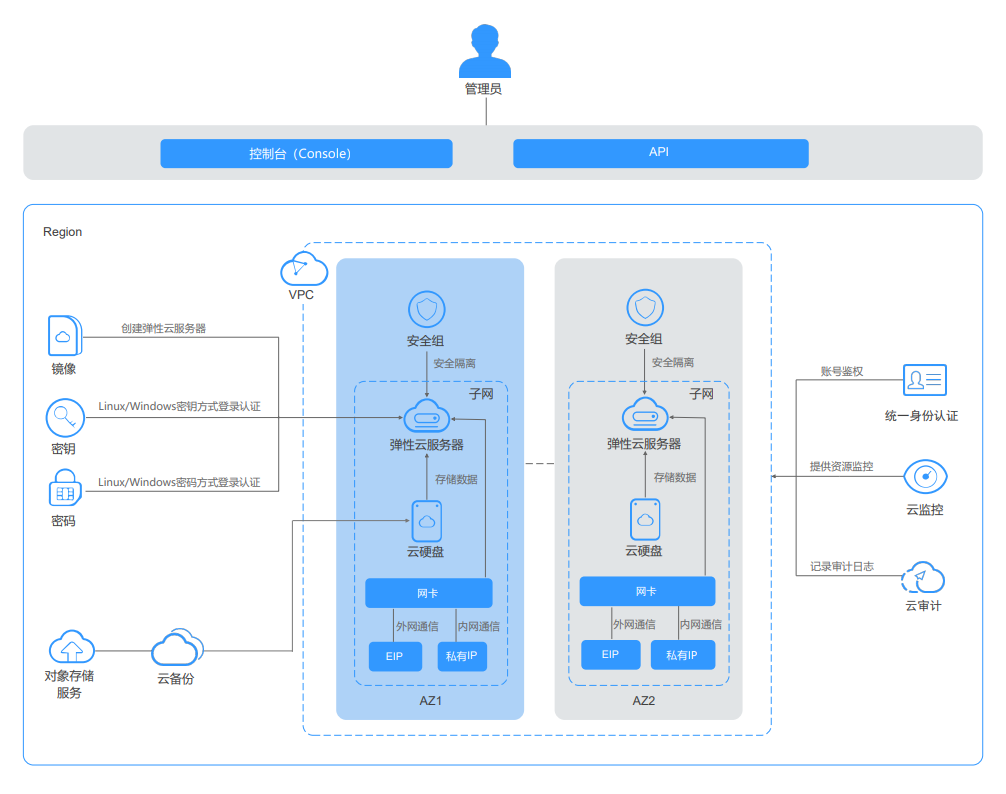 管理员
控制台（Console）
API
Region
VPC
镜像
创建弹性云服务器
密钥
Linux/Windows密钥方式登录认证
密码
Linux/Windows密码方式登录认证
对象存储
服务
云备份
安全组
安全隔离
子网
弹性云服务器
存储数据
云硬盘
网卡
外网通信
内网通信
EIP
私有IP
AZ1
安全组
安全隔离
子网
弹性云服务器
存储数据
云硬盘
网卡
外网通信
内网通信
EIP
私有IP
AZ2
账号鉴权
统一身份认证
提供资源监控
云监控
记录审计日志
云审计